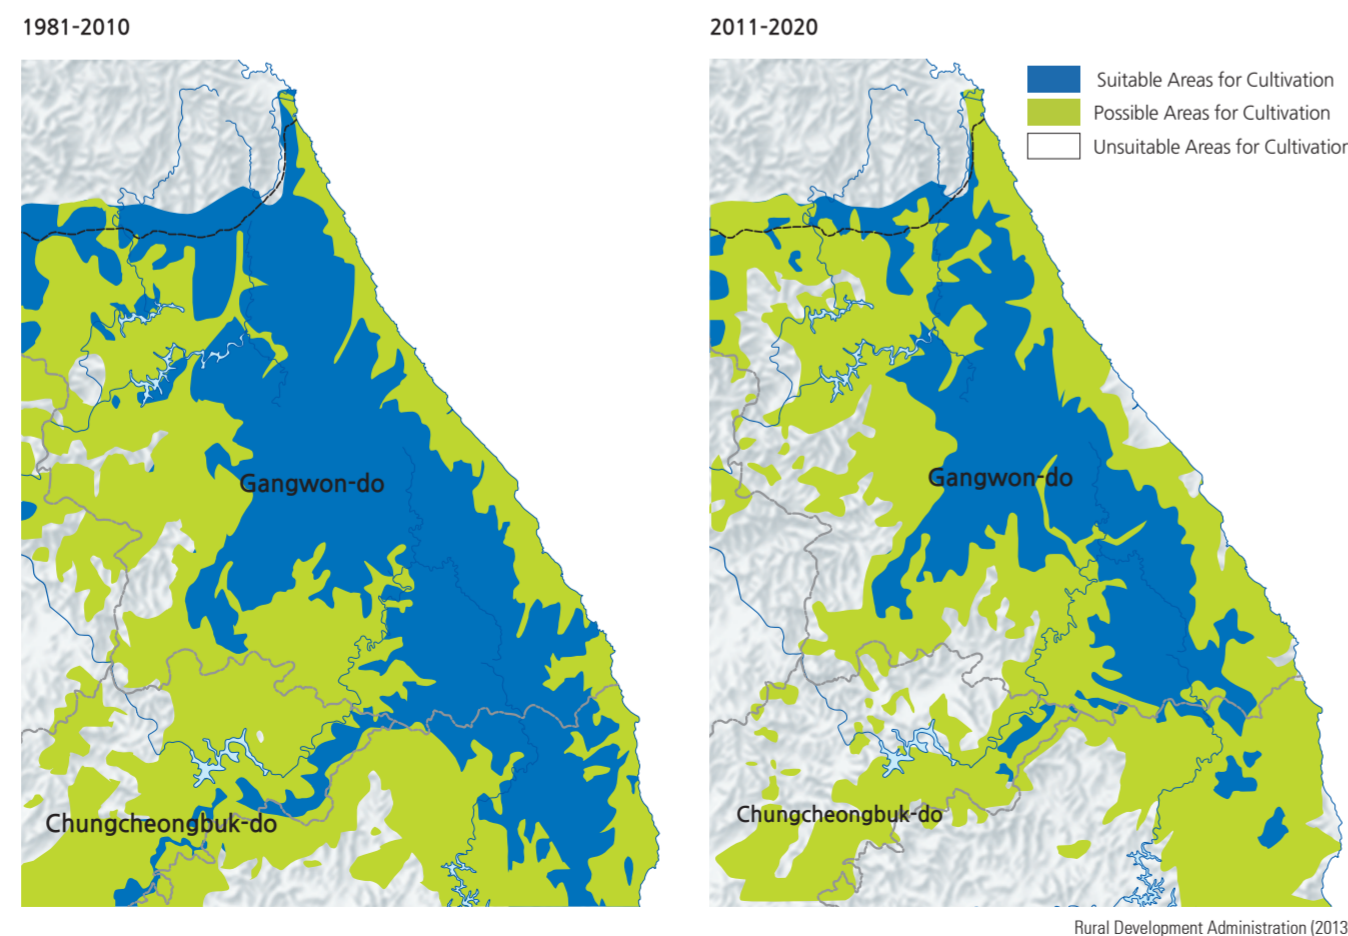 1981-2010
2011-2020
Suitable Areas for Cultivation
Possible Areas for Cultivation
Unsuitable Areas for Cultivation
Gangwon-do
Gangwon-do
Chungcheongbuk-do
Chungcheongbuk-do
Rural Development Administration (2013